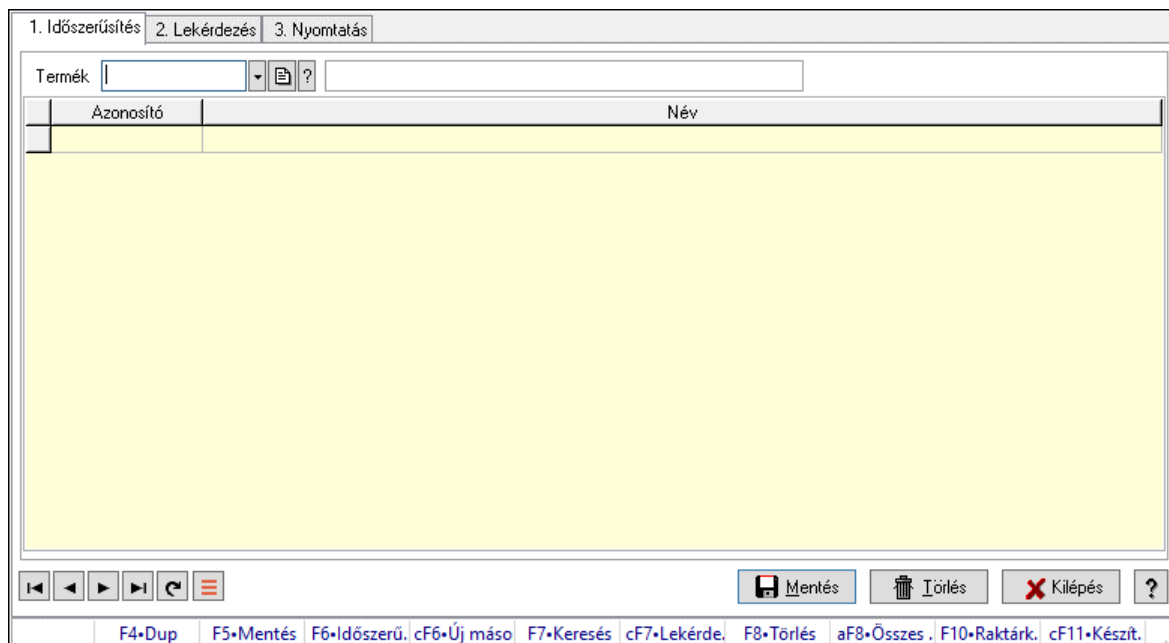 1. Időszerűsítés 2. Lekérdezés 3. Nyomtatás
Termék ?
Azonosító Név
Mentés Törlés Kilépés ?
F4•Dup F5•Mentés F6•Időszerű. cF6•Új máso F7•Keresés cF7•Lekérde. F8•Törlés aF8•Összes . F10•Raktárk. cF11•Készít.